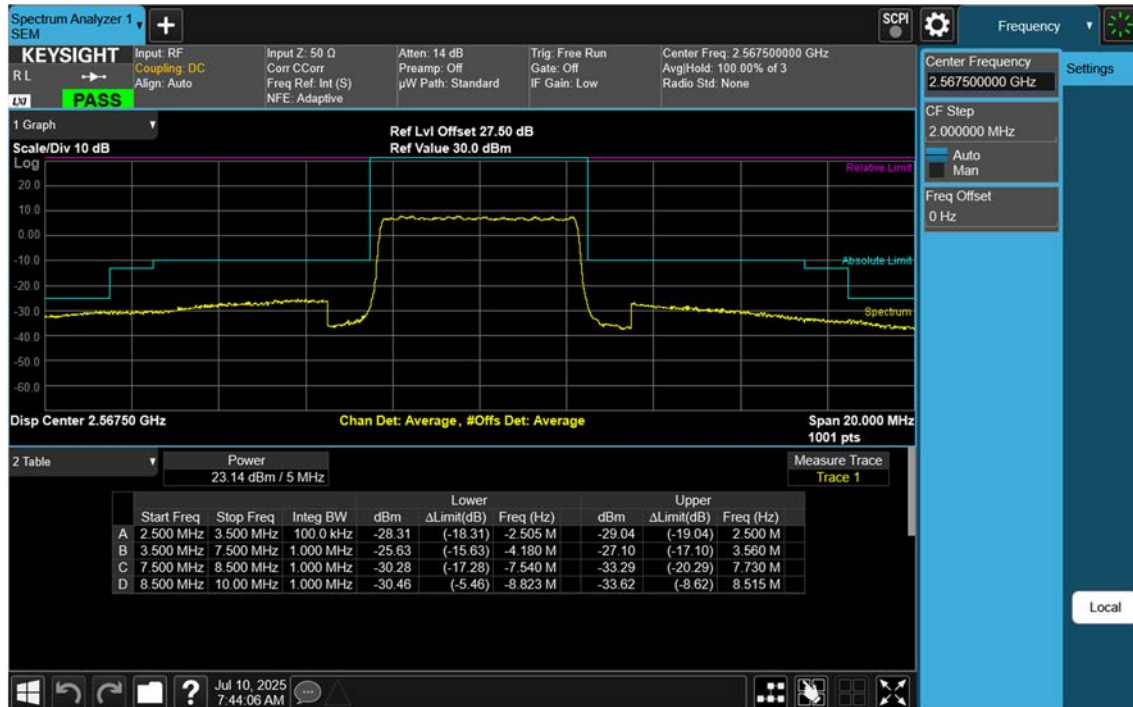 Spectrum Analyzer 1
SEM
+
SCPI
Frequency
KEYSIGHT
R L
LXI
PASS
Input: RF
Coupling: DC
Align: Auto
Input Z: 50 Ω
Corr CCorr
Freq Ref: Int (S)
NFE: Adaptive
Atten: 14 dB
Preamp: Off
µW Path: Standard
Trig: Free Run
Gate: Off
IF Gain: Low
Center Freq: 2.567500000 GHz
Avg|Hold: 100.00% of 3
Radio Std: None
Center Frequency
2.567500000 GHz
Settings
CF Step
2.000000 MHz
Auto
Man
Freq Offset
0 Hz
1 Graph
Scale/Div 10 dB
Ref Lvl Offset 27.50 dB
Ref Value 30.0 dBm
Log
20.0
10.0
0.00
-10.0
-20.0
-30.0
-40.0
-50.0
-60.0
Relative Limit
Absolute Limit
Spectrum
Disp Center 2.56750 GHz
Chan Det: Average, #Offs Det: Average
Span 20.000 MHz
1001 pts
2 Table
Power
23.14 dBm / 5 MHz
Measure Trace
Trace 1
Lower Upper
Start Freq Stop Freq Integ BW dBm ΔLimit(dB) Freq (Hz) dBm ΔLimit(dB) Freq (Hz)
A 2.500 MHz 3.500 MHz 100.0 kHz -28.31 (-18.31) -2.505 M -29.04 (-19.04) 2.500 M
B 3.500 MHz 7.500 MHz 1.000 MHz -25.63 (-15.63) -4.180 M -27.10 (-17.10) 3.560 M
C 7.500 MHz 8.500 MHz 1.000 MHz -30.28 (-17.28) -7.540 M -33.29 (-20.29) 7.730 M
D 8.500 MHz 10.00 MHz 1.000 MHz -30.46 (-5.46) -8.823 M -33.62 (-8.62) 8.515 M
Local
?
Jul 10, 2025
7:44:06 AM